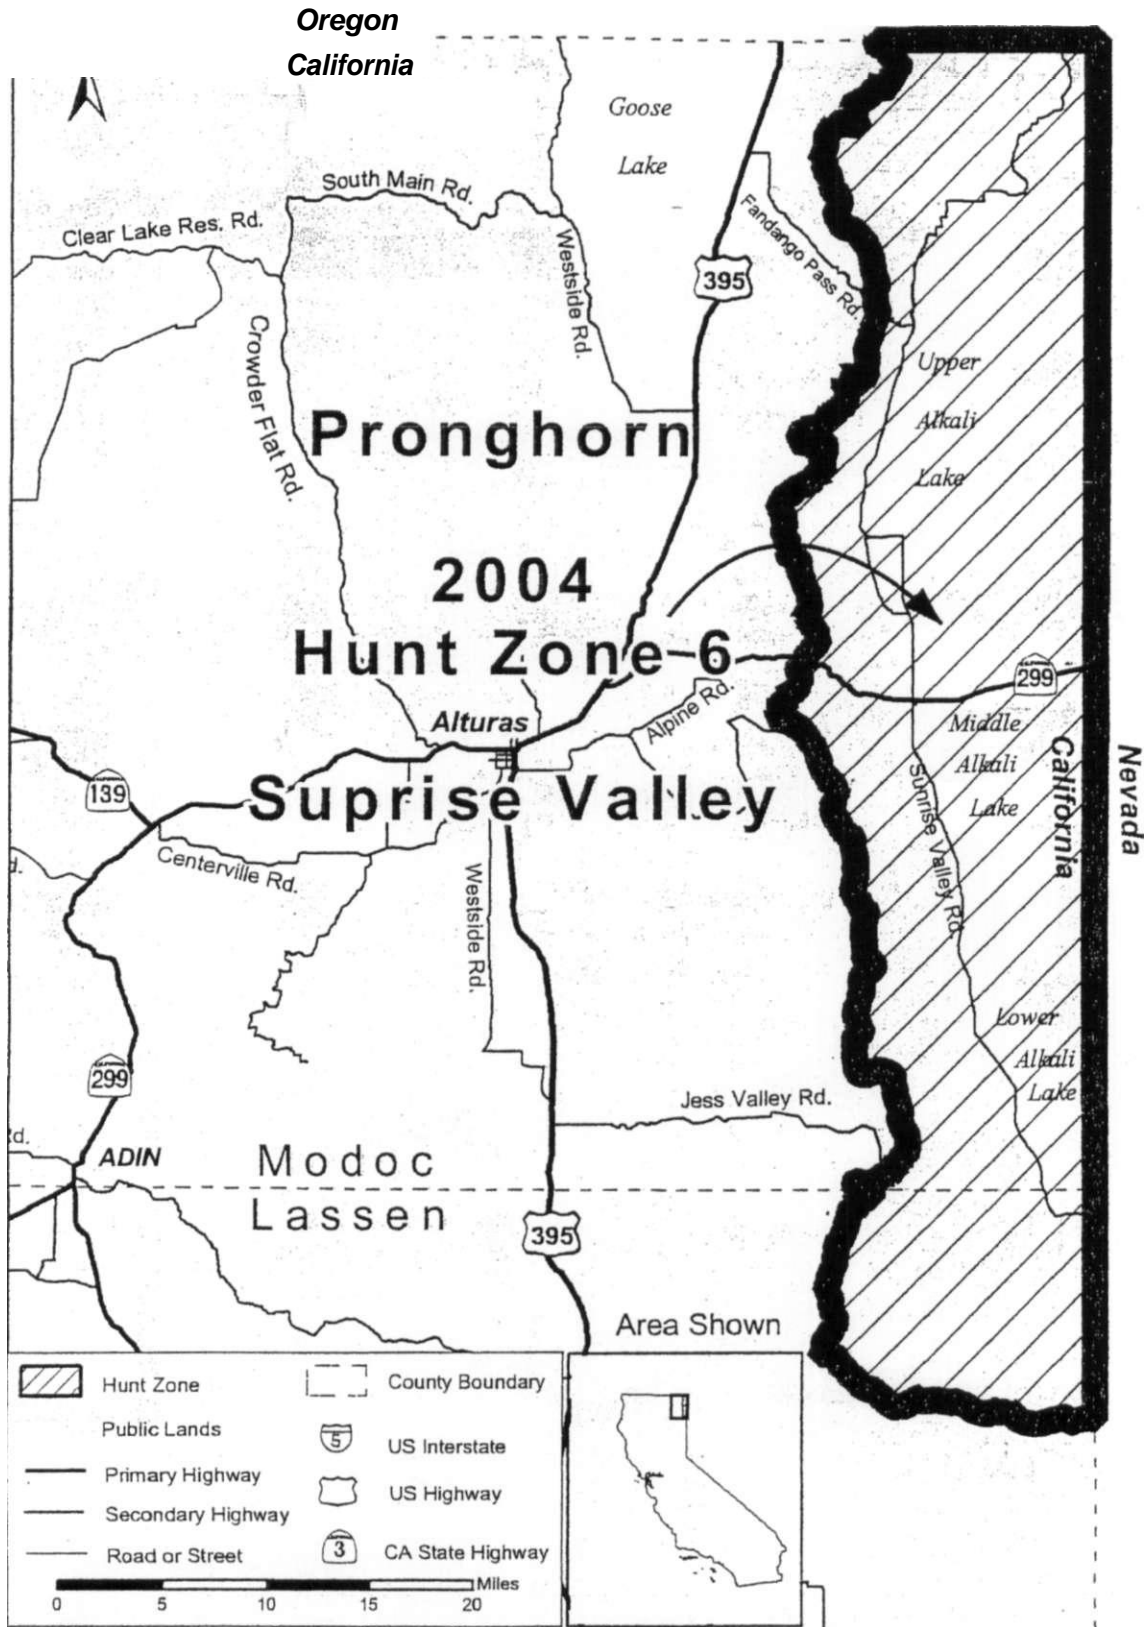 Oregon
California
Goose
Lake
South Main Rd.
Clear Lake Res. Rd.
Westside Rd.
Fandango Pass Rd.
395
Crowder Flat Rd.
Upper
Alkali
Lake
Pronghorn
2004
Hunt Zone 6
299
Alturas
Alpine Rd.
Middle
Alkali
Lake
California
Nevada
139
Suprise Valley
Sunrise Valley Rd.
Centerville Rd.
d.
Westside Rd.
Lower
Alkali
Lake
299
Jess Valley Rd.
Rd.
ADIN
Modoc
Lassen
395
Area Shown
Hunt Zone
County Boundary
Public Lands
5
US Interstate
Primary Highway
US Highway
Secondary Highway
Road or Street
3
CA State Highway
Miles
0 5 10 15 20